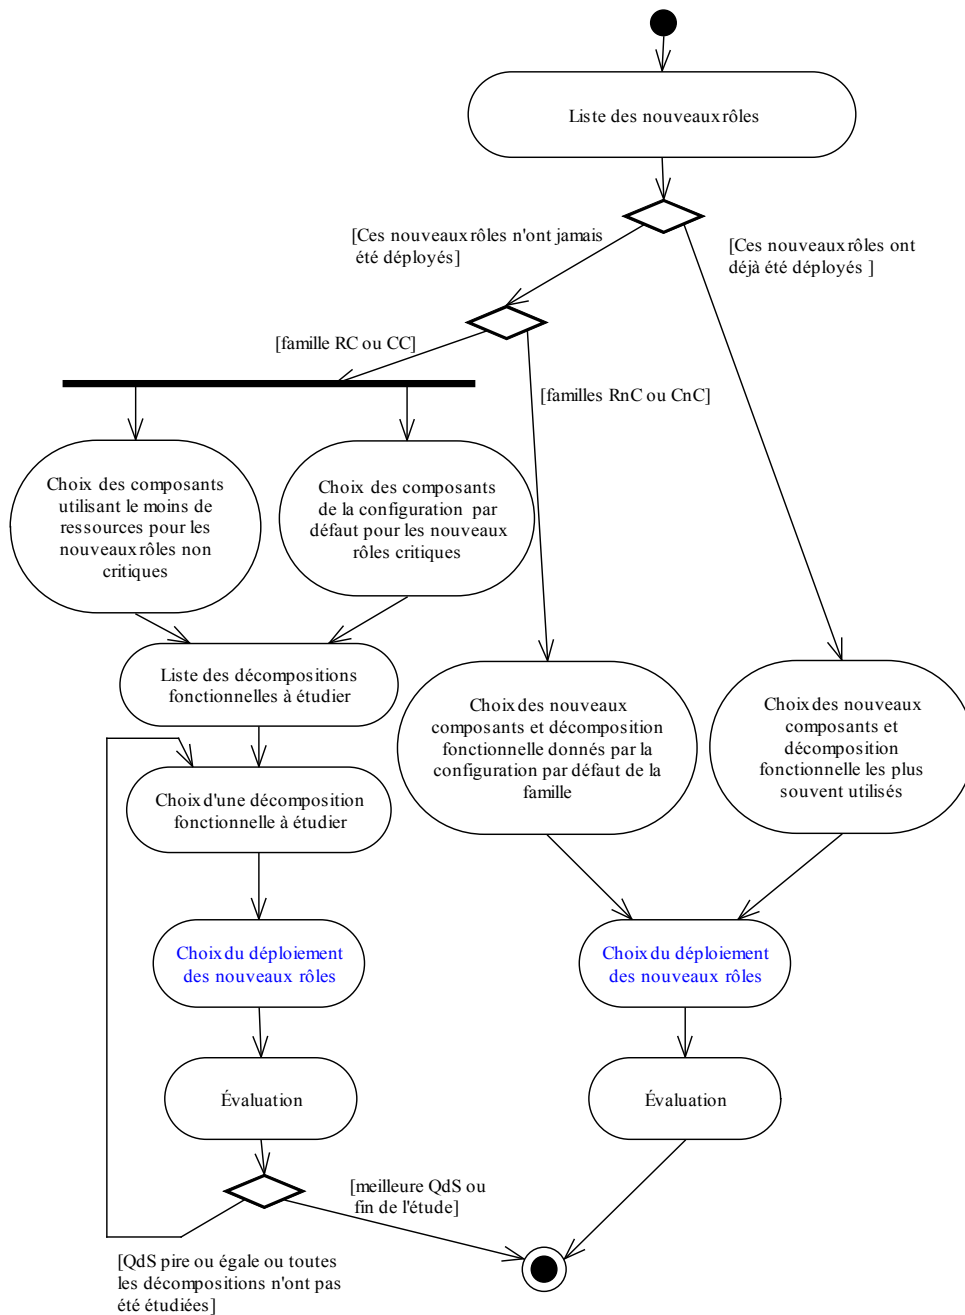 Liste des nouveaux rôles
[Ces nouveaux rôles n'ont jamais
été déployés]
[Ces nouveaux rôles ont
déjà été déployés ]
[famille RC ou CC]
[familles RnC ou CnC]
Choix des composants
utilisant le moins de
ressources pour les
nouveaux rôles non
critiques
Choix des composants
de la configuration par
défaut pour les nouveaux
rôles critiques
Liste des décompositions
fonctionnelles à étudier
Choix des nouveaux
composants et décomposition
fonctionnelle donnés par la
configuration par défaut de la
famille
Choix des nouveaux
composants et
décomposition
fonctionnelle les plus
souvent utilisés
Choix d'une décomposition
fonctionnelle à étudier
Choix du déploiement
des nouveaux rôles
Choix du déploiement
des nouveaux rôles
Évaluation
Évaluation
[meilleure QdS ou
fin de l'étude]
[QdS pire ou égale ou toutes
les décompositions n'ont pas
été étudiées]